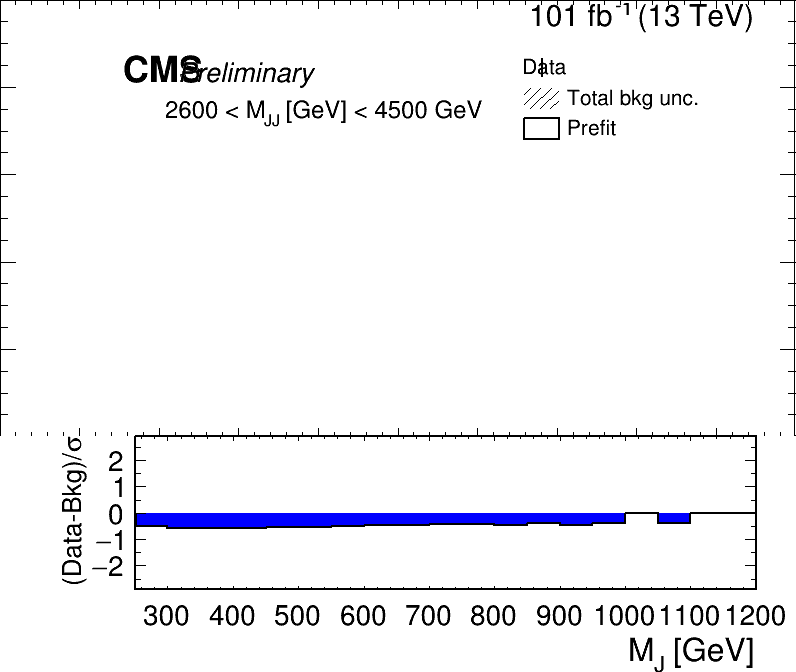 101 fb⁻¹ (13 TeV)
CMS Preliminary
Data
2600 < M_JJ [GeV] < 4500 GeV
Total bkg unc.
Prefit
(Data-Bkg)/σ
2
1
0
−1
−2
300 400 500 600 700 800 900 1000 1100 1200
M_J [GeV]